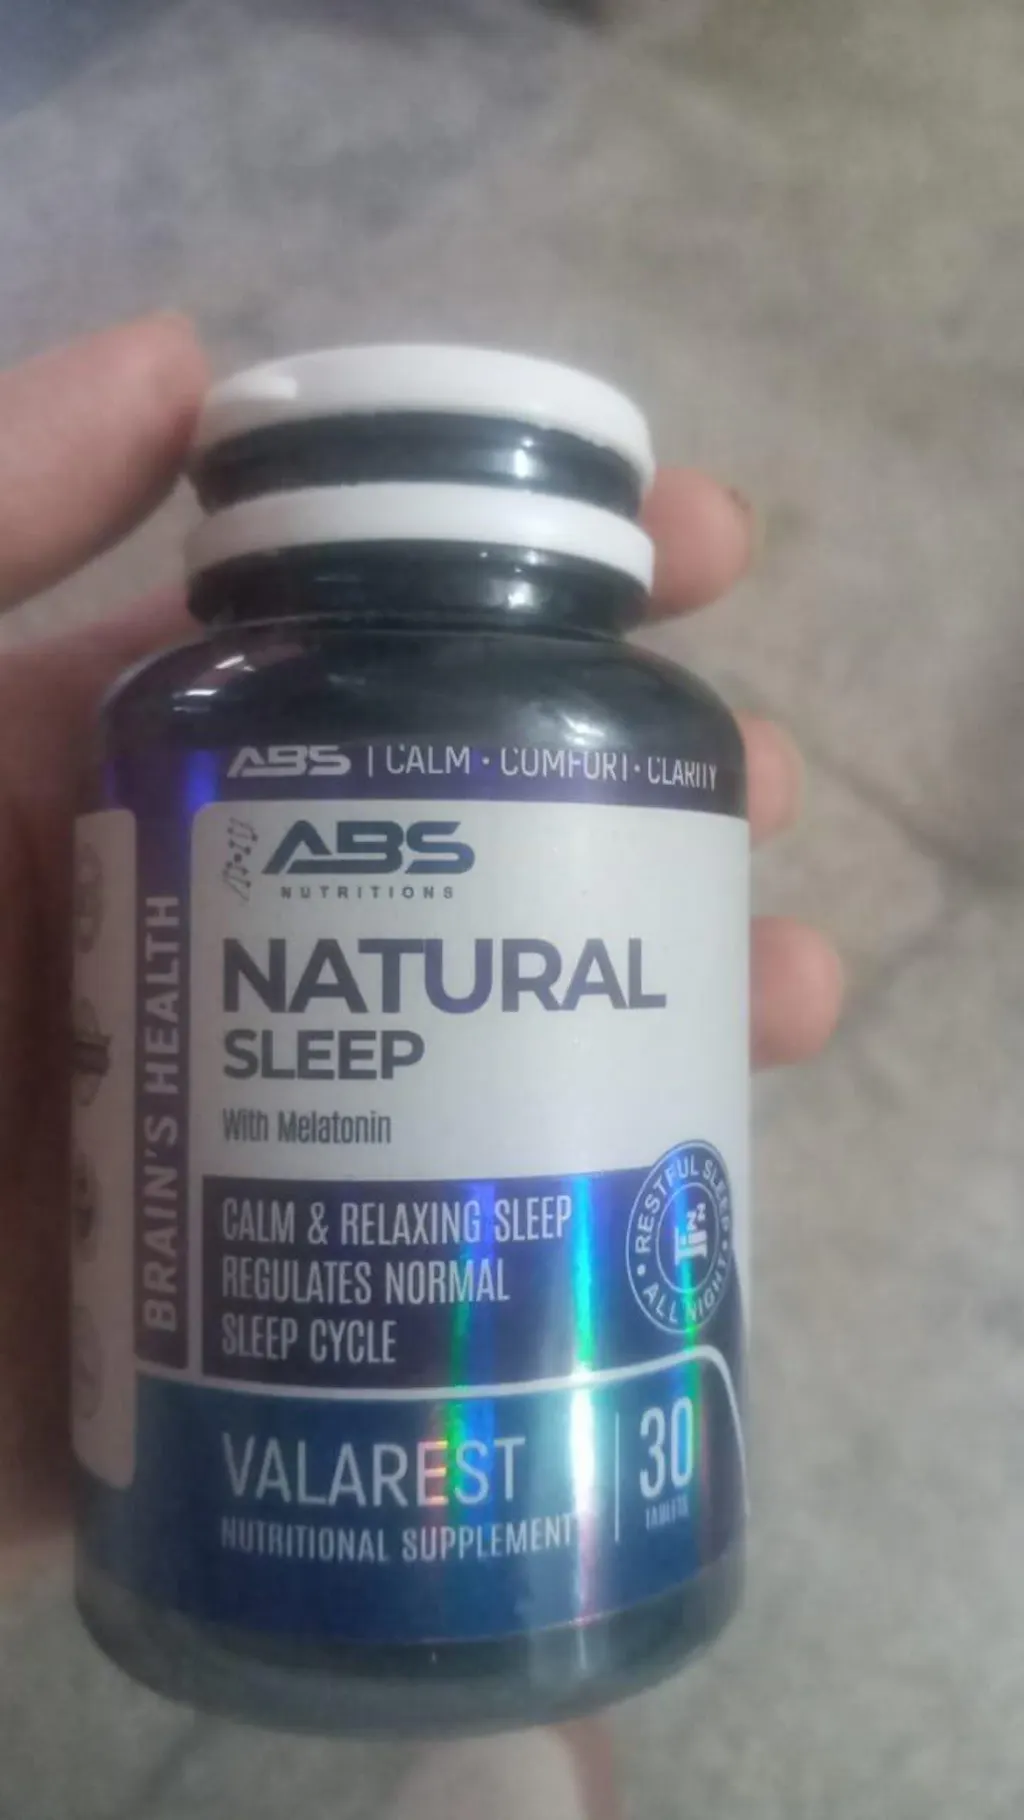 ABS | CALM · COMFORT · CLARITY
ABS
NUTRITIONS
NATURAL
SLEEP
With Melatonin
BRAIN'S HEALTH
CALM & RELAXING SLEEP
REGULATES NORMAL
SLEEP CYCLE
RESTFUL SLEEP
ZZ
• ALL NIGHT •
VALAREST
NUTRITIONAL SUPPLEMENT
30
TABLETS